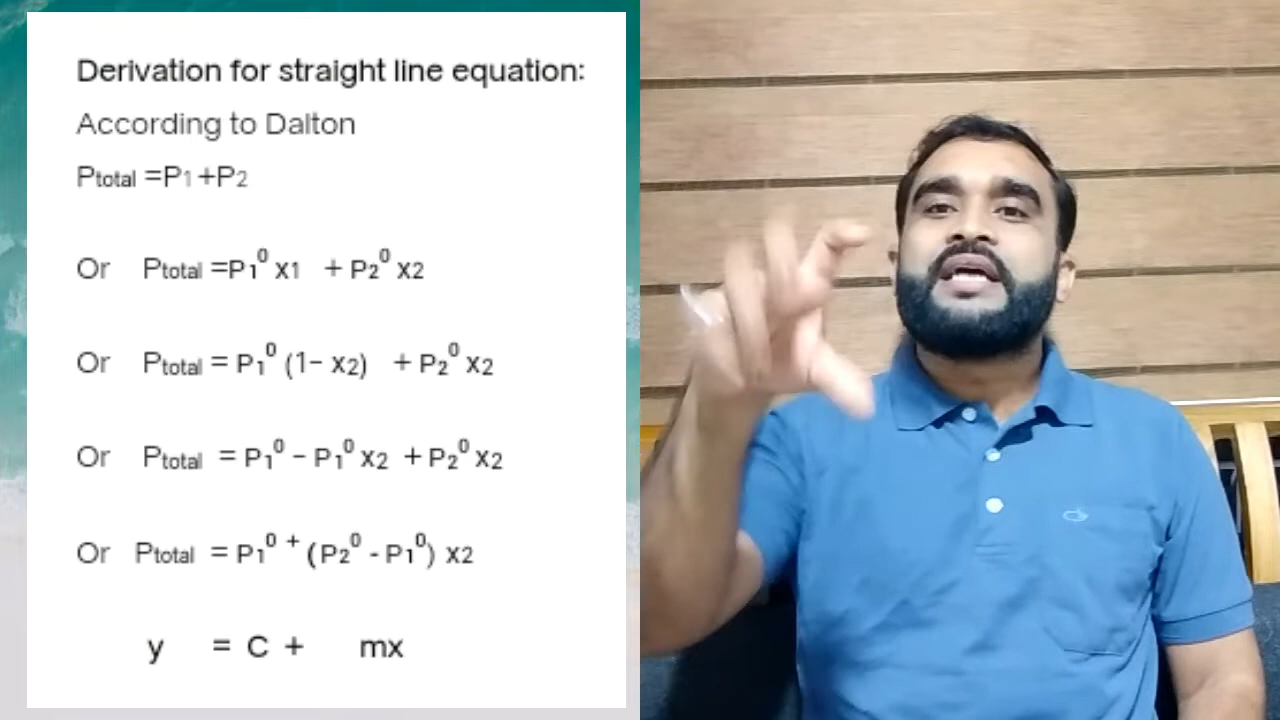 Derivation for straight line equation:
According to Dalton
Ptotal =P1+P2
Or Ptotal =P1⁰ x1 + P2⁰ x2
Or Ptotal = P1⁰ (1- x2) + P2⁰ x2
Or Ptotal = P1⁰ - P1⁰ x2 + P2⁰ x2
Or Ptotal = P1⁰ + (P2⁰ - P1⁰) x2
y = C + mx